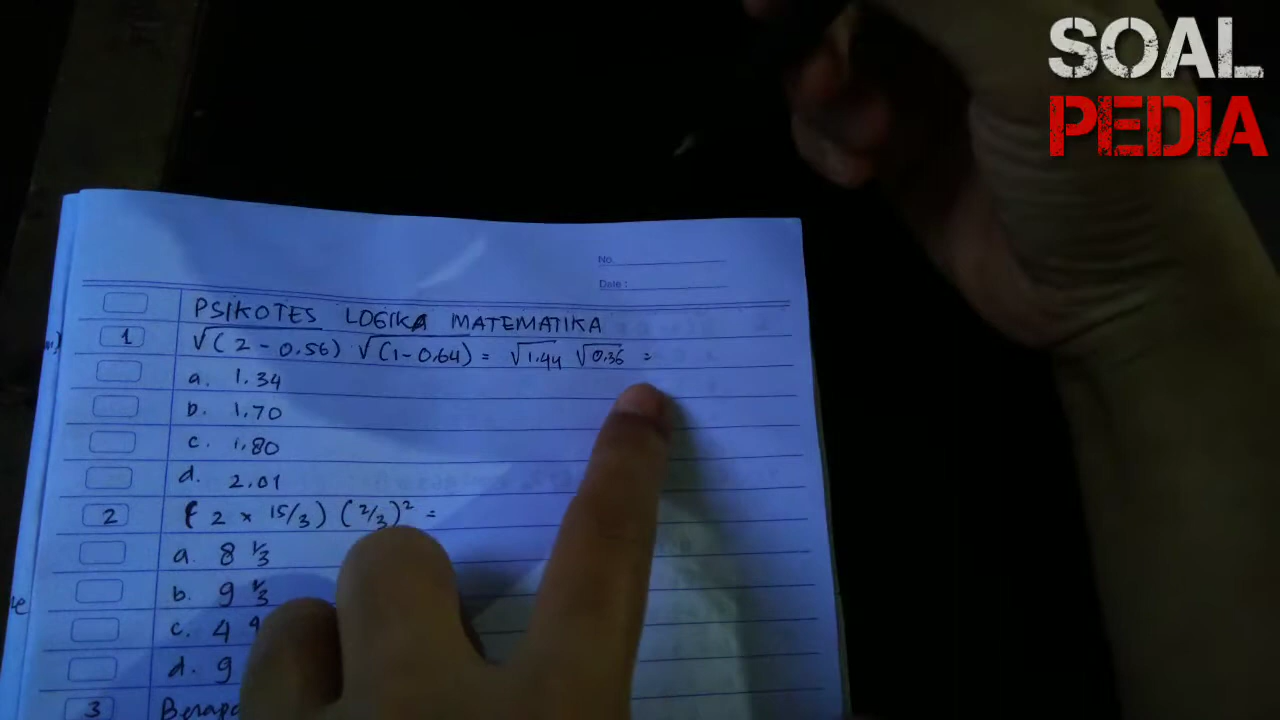 SOAL
PEDIA
No.
Date :
PSIKOTES LOGIKA MATEMATIKA
1 √(2-0.56) √(1-0.64) = √1.44 √0.36 =
a. 1.34
b. 1.70
c. 1.80
d. 2.01
2 (2 × 15/3) (2/3)² =
a. 8 1/3
b. 9 1/3
c. 4
d. 9
3